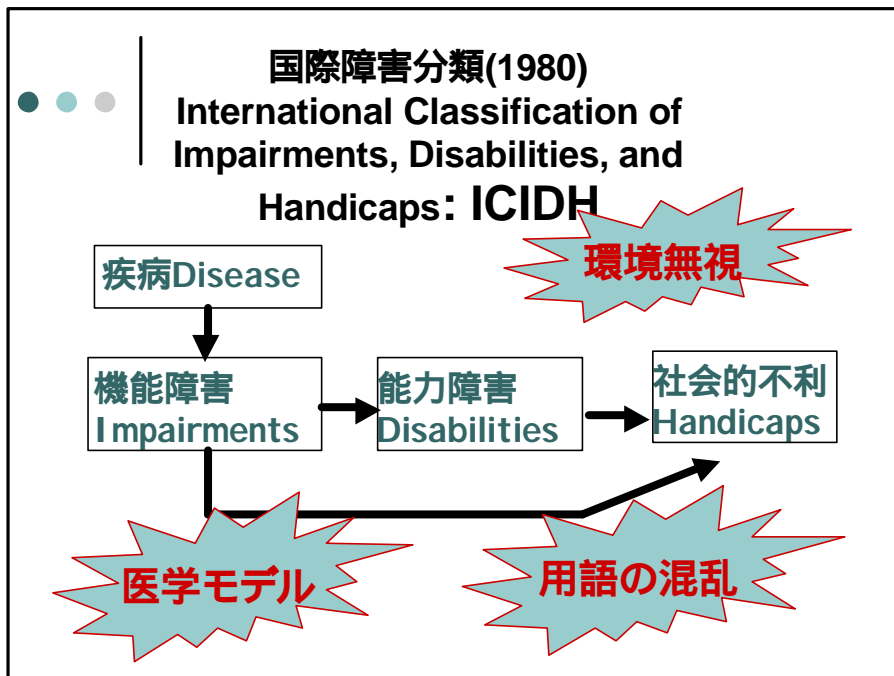 国際障害分類(1980)
International Classification of
Impairments, Disabilities, and
Handicaps: ICIDH
環境無視
疾病Disease
機能障害
Impairments
能力障害
Disabilities
社会的不利
Handicaps
医学モデル
用語の混乱